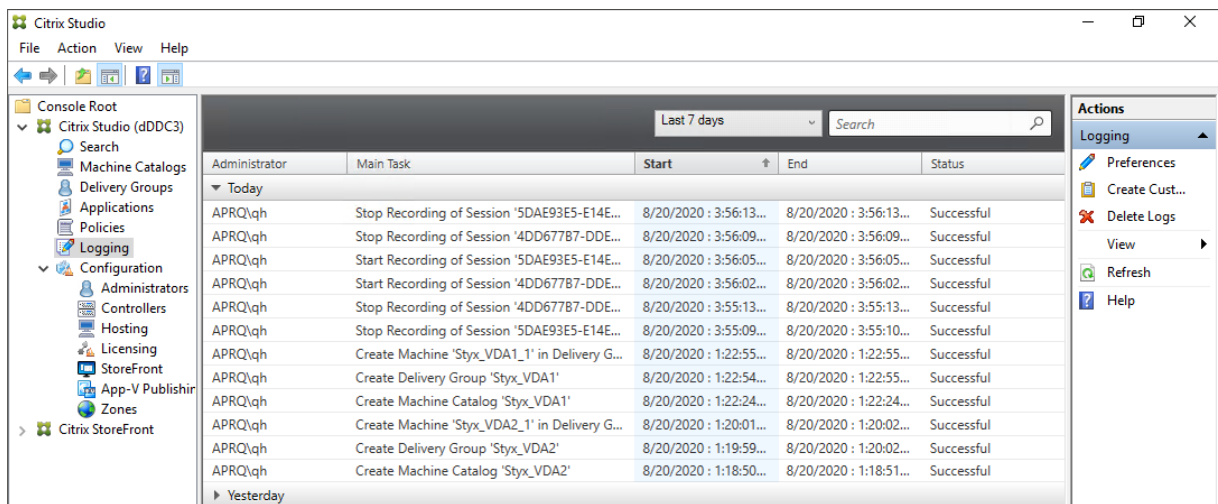 Citrix Studio
File Action View Help
Console Root
Citrix Studio (dDDC3)
Search
Machine Catalogs
Delivery Groups
Applications
Policies
Logging
Configuration
Administrators
Controllers
Hosting
Licensing
StoreFront
App-V Publishin
Zones
Citrix StoreFront
Last 7 days Search
Administrator Main Task Start End Status
Today
APRQ\qh Stop Recording of Session '5DAE93E5-E14E... 8/20/2020 : 3:56:13... 8/20/2020 : 3:56:13... Successful
APRQ\qh Stop Recording of Session '4DD677B7-DDE... 8/20/2020 : 3:56:09... 8/20/2020 : 3:56:09... Successful
APRQ\qh Start Recording of Session '5DAE93E5-E14E... 8/20/2020 : 3:56:05... 8/20/2020 : 3:56:05... Successful
APRQ\qh Start Recording of Session '4DD677B7-DDE... 8/20/2020 : 3:56:02... 8/20/2020 : 3:56:02... Successful
APRQ\qh Stop Recording of Session '4DD677B7-DDE... 8/20/2020 : 3:55:13... 8/20/2020 : 3:55:13... Successful
APRQ\qh Stop Recording of Session '5DAE93E5-E14E... 8/20/2020 : 3:55:09... 8/20/2020 : 3:55:10... Successful
APRQ\qh Create Machine 'Styx_VDA1_1' in Delivery G... 8/20/2020 : 1:22:55... 8/20/2020 : 1:22:55... Successful
APRQ\qh Create Delivery Group 'Styx_VDA1' 8/20/2020 : 1:22:54... 8/20/2020 : 1:22:55... Successful
APRQ\qh Create Machine Catalog 'Styx_VDA1' 8/20/2020 : 1:22:24... 8/20/2020 : 1:22:24... Successful
APRQ\qh Create Machine 'Styx_VDA2_1' in Delivery G... 8/20/2020 : 1:20:01... 8/20/2020 : 1:20:02... Successful
APRQ\qh Create Delivery Group 'Styx_VDA2' 8/20/2020 : 1:19:59... 8/20/2020 : 1:20:02... Successful
APRQ\qh Create Machine Catalog 'Styx_VDA2' 8/20/2020 : 1:18:50... 8/20/2020 : 1:18:51... Successful
Yesterday
Actions
Logging
Preferences
Create Cust...
Delete Logs
View
Refresh
Help